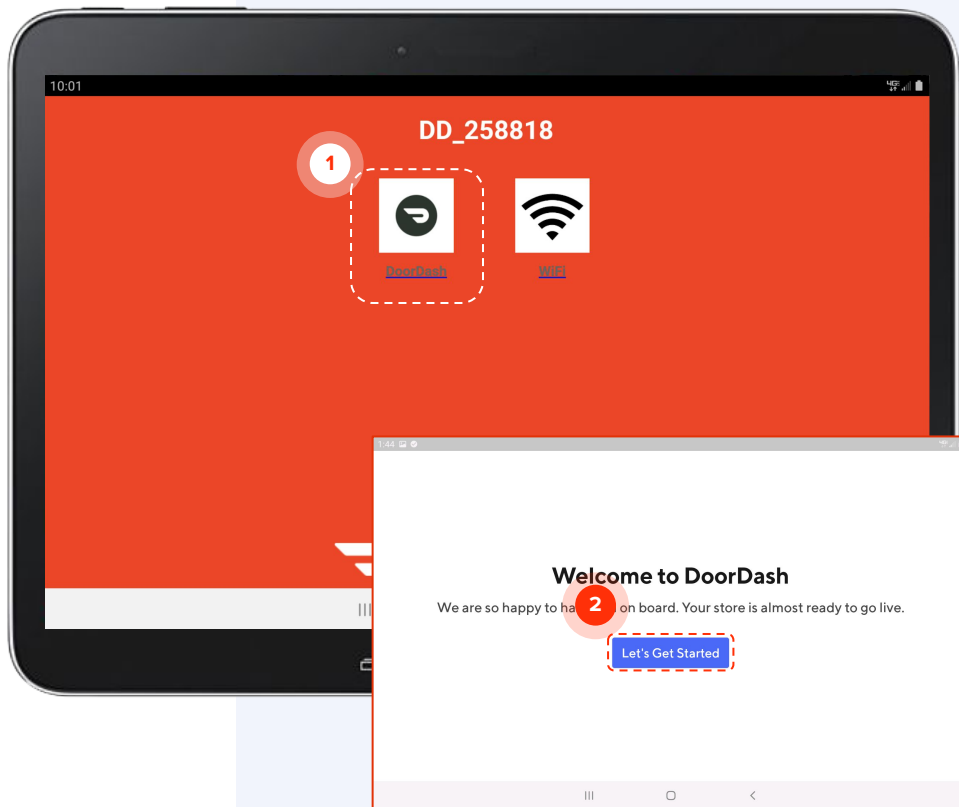 10:01
4GE
DD_258818
1
DoorDash
WiFi
1:44
Welcome to DoorDash
We are so happy to ha 2 on board. Your store is almost ready to go live.
Let's Get Started